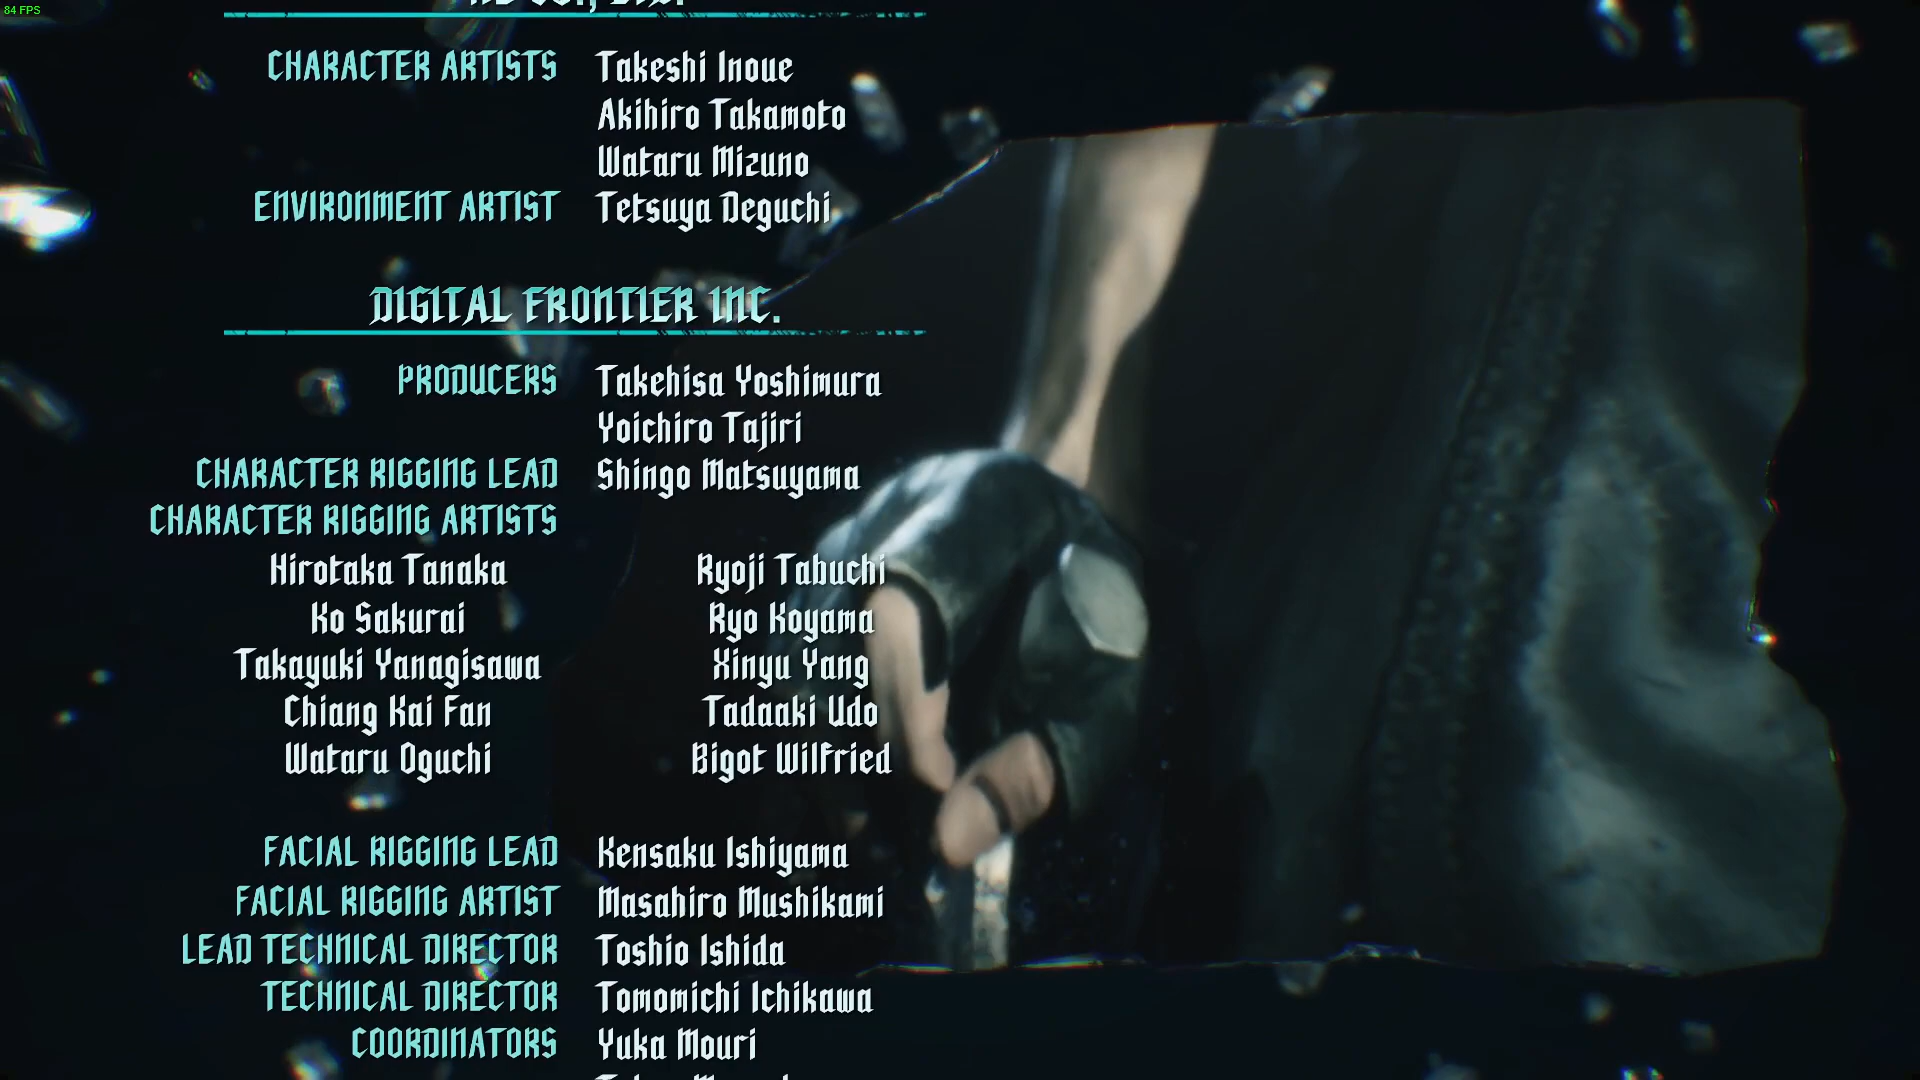 84 FPS
CHARACTER ARTISTS Takeshi Inoue
Akihiro Takamoto
Wataru Mizuno
ENVIRONMENT ARTIST Tetsuya Deguchi
DIGITAL FRONTIER INC.
PRODUCERS Takehisa Yoshimura
Yoichiro Tajiri
CHARACTER RIGGING LEAD Shingo Matsuyama
CHARACTER RIGGING ARTISTS
Hirotaka Tanaka Ryoji Tabuchi
Ko Sakurai Ryo Koyama
Takayuki Yanagisawa Xinyu Yang
Chiang Kai Fan Tadaaki Udo
Wataru Oguchi Bigot Wilfried
FACIAL RIGGING LEAD Kensaku Ishiyama
FACIAL RIGGING ARTIST Masahiro Mushikami
LEAD TECHNICAL DIRECTOR Toshio Ishida
TECHNICAL DIRECTOR Tomomichi Ichikawa
COORDINATORS Yuka Mouri